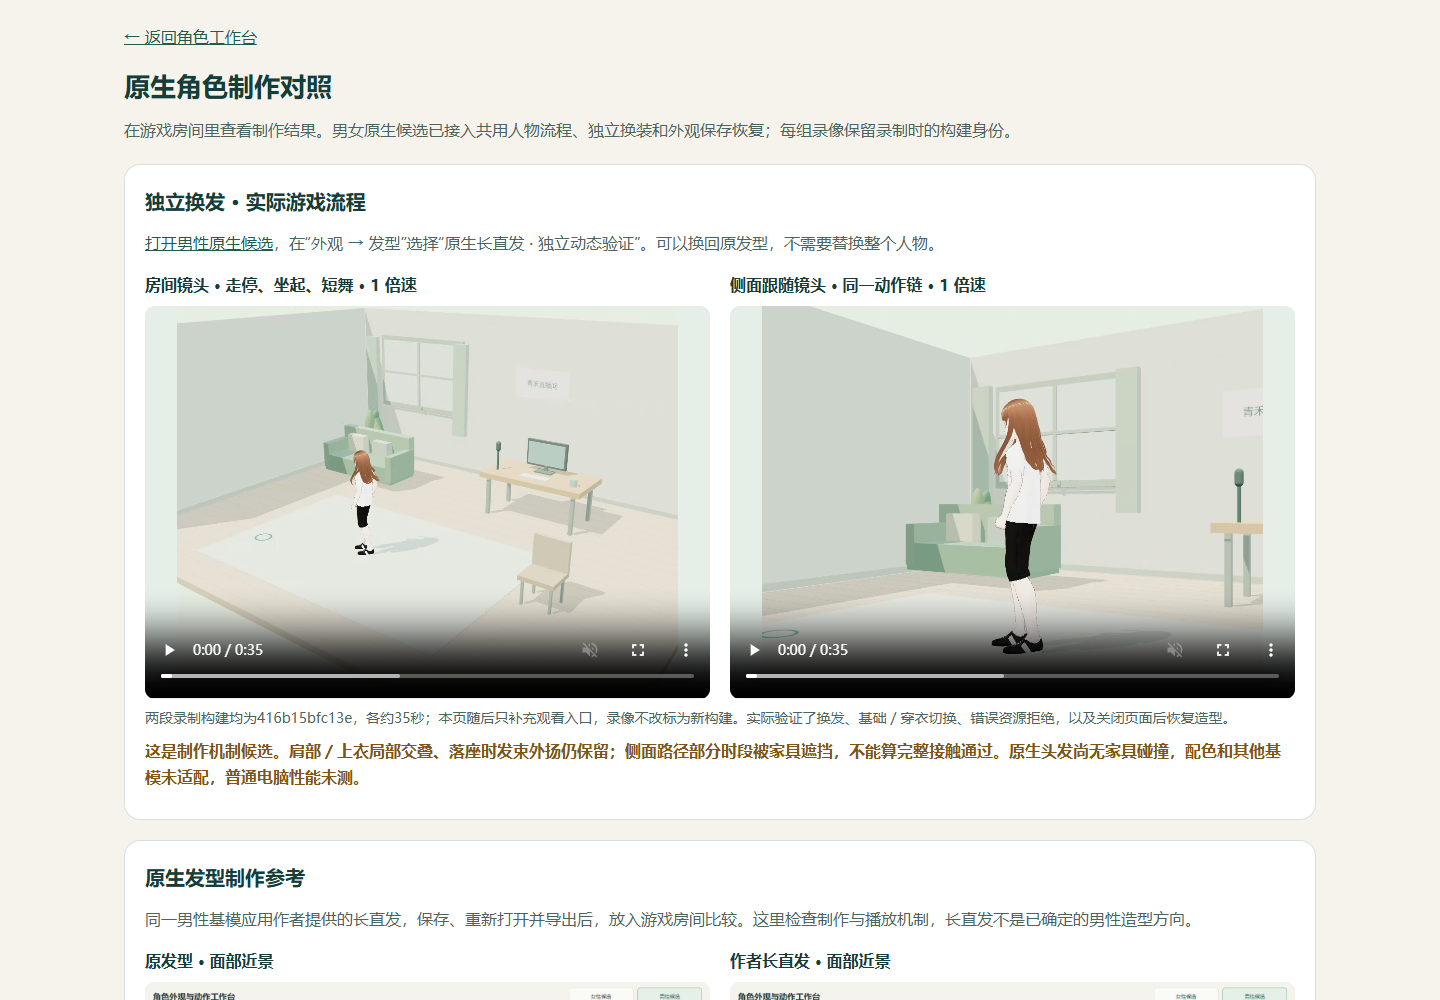 ← 返回角色工作台
原生角色制作对照
在游戏房间里查看制作结果。男女原生候选已接入共用人物流程、独立换装和外观保存恢复；每组录像保留录制时的构建身份。
独立换发 • 实际游戏流程
打开男性原生候选，在“外观 → 发型”选择“原生长直发 · 独立动态验证”。可以换回原发型，不需要替换整个人物。
房间镜头 • 走停、坐起、短舞 • 1 倍速
侧面跟随镜头 • 同一动作链 • 1 倍速
青禾
0:00 / 0:35
0:00 / 0:35
两段录制构建均为416b15bfc13e，各约35秒；本页随后只补充观看入口，录像不改标为新构建。实际验证了换发、基础 / 穿衣切换、错误资源拒绝，以及关闭页面后恢复造型。
这是制作机制候选。肩部 / 上衣局部交叠、落座时发束外扬仍保留；侧面路径部分时段被家具遮挡，不能算完整接触通过。原生头发尚无家具碰撞，配色和其他基
模未适配，普通电脑性能未测。
原生发型制作参考
同一男性基模应用作者提供的长直发，保存、重新打开并导出后，放入游戏房间比较。这里检查制作与播放机制，长直发不是已确定的男性造型方向。
原发型 • 面部近景
作者长直发 • 面部近景
角色外观与动作工作台
女性候选
男性候选
角色外观与动作工作台
女性候选
男性候选